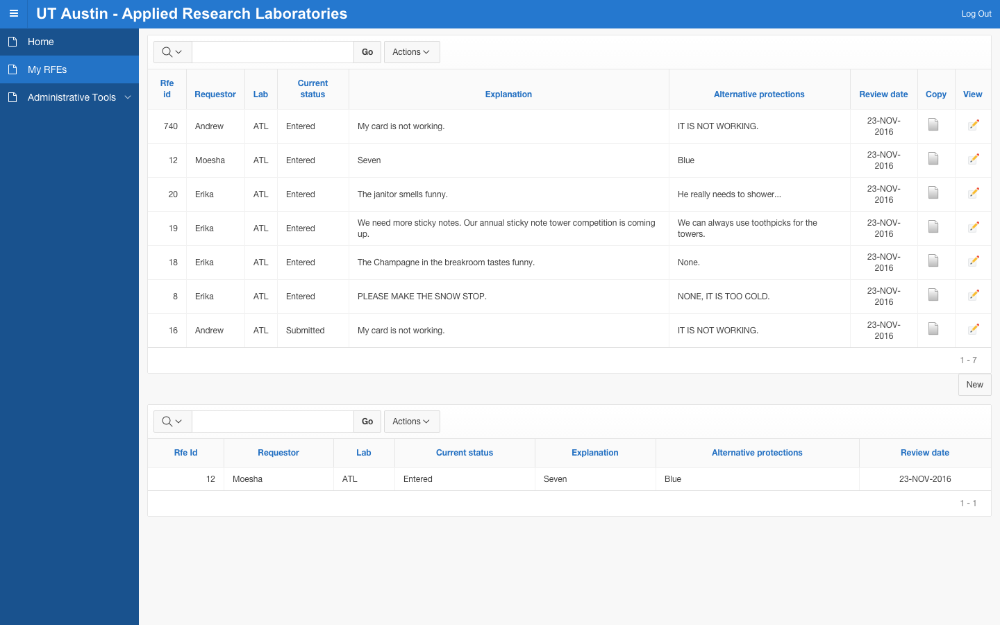 UT Austin - Applied Research Laboratories
Log Out
Home
My RFEs
Administrative Tools
Go
Actions
Rfe id
Requestor
Lab
Current status
Explanation
Alternative protections
Review date
Copy
View
740 Andrew ATL Entered My card is not working. IT IS NOT WORKING. 23-NOV-2016
12 Moesha ATL Entered Seven Blue 23-NOV-2016
20 Erika ATL Entered The janitor smells funny. He really needs to shower... 23-NOV-2016
19 Erika ATL Entered We need more sticky notes. Our annual sticky note tower competition is coming up. We can always use toothpicks for the towers. 23-NOV-2016
18 Erika ATL Entered The Champagne in the breakroom tastes funny. None. 23-NOV-2016
8 Erika ATL Entered PLEASE MAKE THE SNOW STOP. NONE, IT IS TOO COLD. 23-NOV-2016
16 Andrew ATL Submitted My card is not working. IT IS NOT WORKING. 23-NOV-2016
1 - 7
New
Go
Actions
Rfe Id
Requestor
Lab
Current status
Explanation
Alternative protections
Review date
12 Moesha ATL Entered Seven Blue 23-NOV-2016
1 - 1